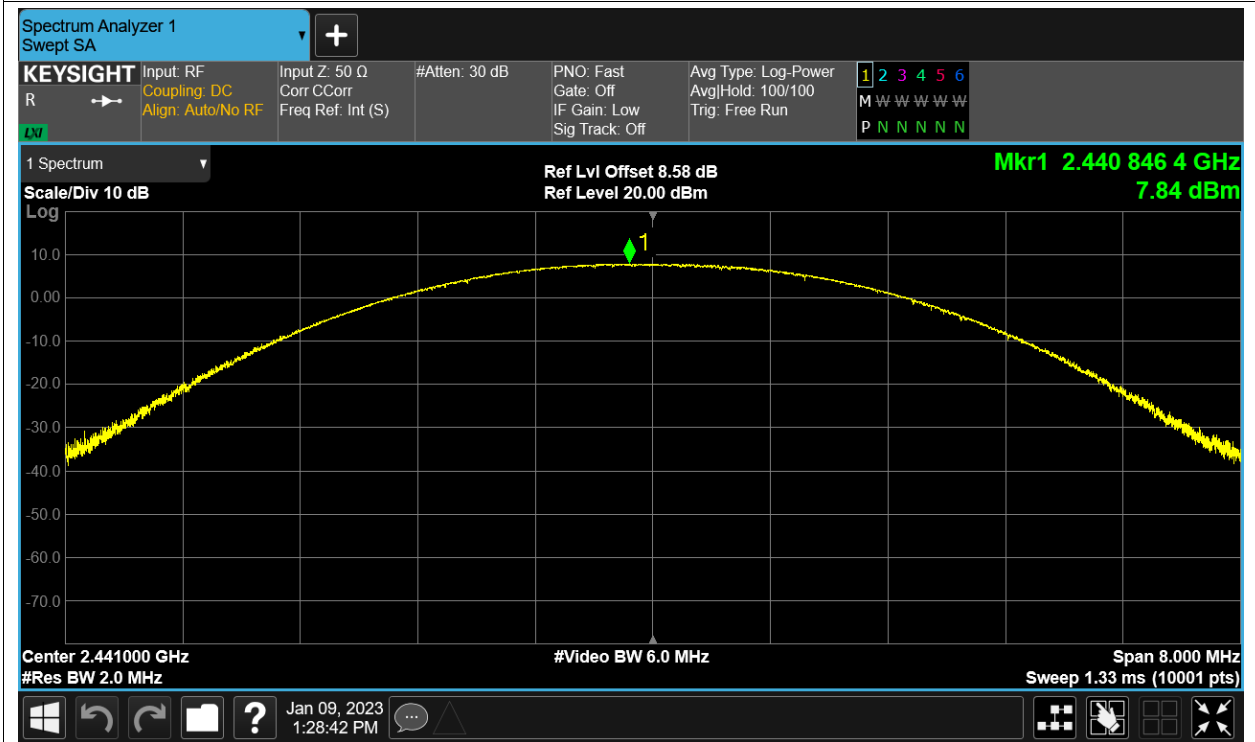 Spectrum Analyzer 1
Swept SA
KEYSIGHT
R
LXI
Input: RF
Coupling: DC
Align: Auto/No RF
Input Z: 50 Ω
Corr CCorr
Freq Ref: Int (S)
#Atten: 30 dB
PNO: Fast
Gate: Off
IF Gain: Low
Sig Track: Off
Avg Type: Log-Power
Avg|Hold: 100/100
Trig: Free Run
1 2 3 4 5 6
M W W W W W
P N N N N N
1 Spectrum
Scale/Div 10 dB
Log
Ref Lvl Offset 8.58 dB
Ref Level 20.00 dBm
Mkr1 2.440 846 4 GHz
7.84 dBm
1
10.0
0.00
-10.0
-20.0
-30.0
-40.0
-50.0
-60.0
-70.0
Center 2.441000 GHz
#Res BW 2.0 MHz
#Video BW 6.0 MHz
Span 8.000 MHz
Sweep 1.33 ms (10001 pts)
?
Jan 09, 2023
1:28:42 PM